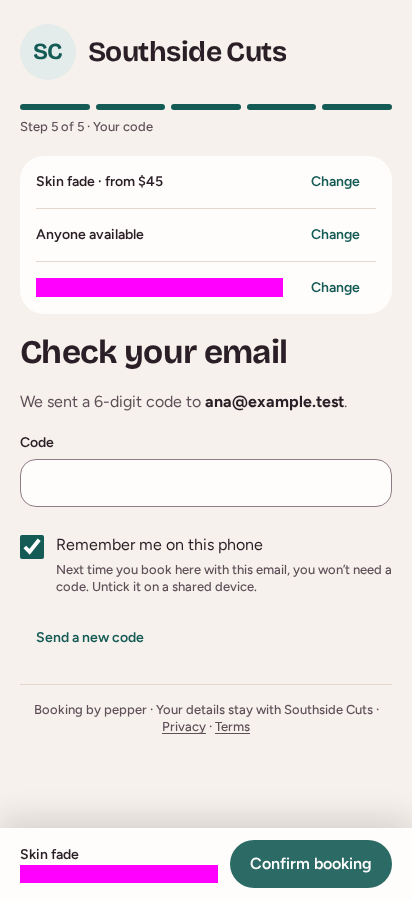 SC Southside Cuts
Step 5 of 5 · Your code
Skin fade · from $45 Change
Anyone available Change
Change
Check your email
We sent a 6-digit code to ana@example.test.
Code
Remember me on this phone
Next time you book here with this email, you won’t need a
code. Untick it on a shared device.
Send a new code
Booking by pepper · Your details stay with Southside Cuts ·
Privacy · Terms
Skin fade
Confirm booking